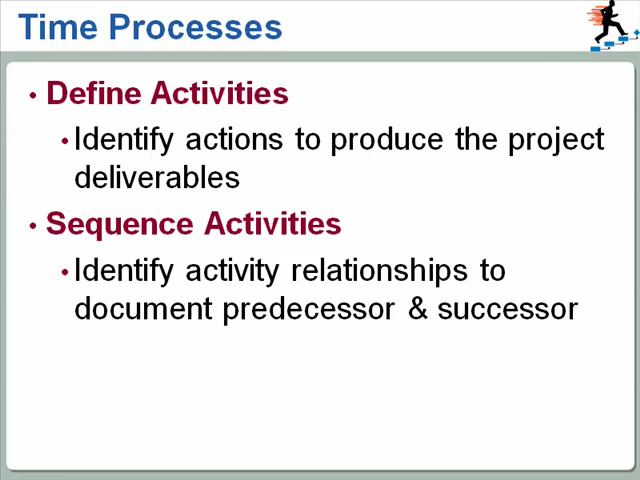 Time Processes
• Define Activities
• Identify actions to produce the project
deliverables
• Sequence Activities
• Identify activity relationships to
document predecessor & successor